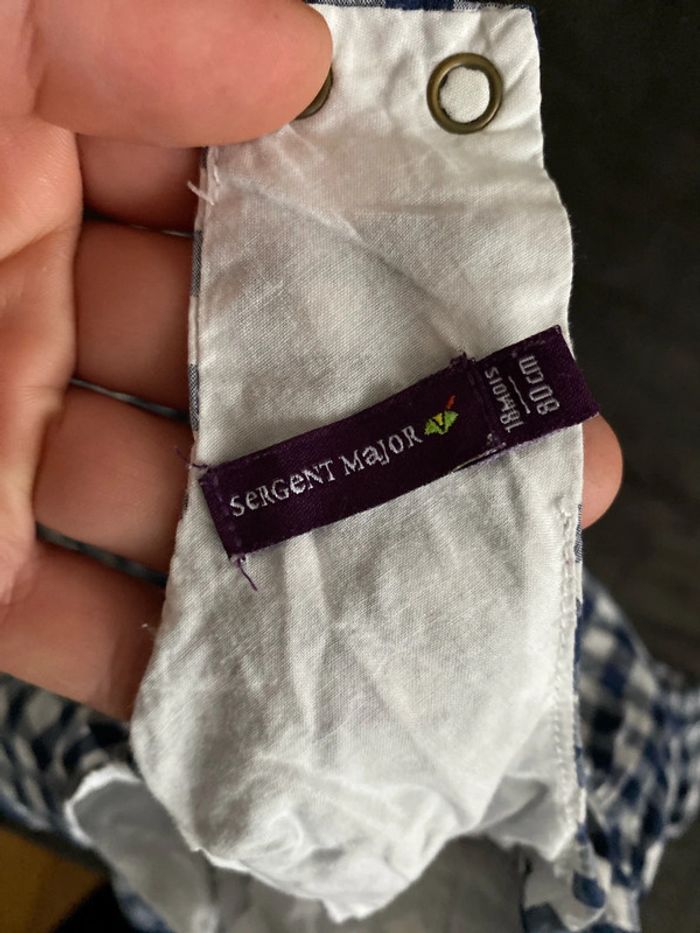 SeRGeNT MaJoR
18MOIS
80cm